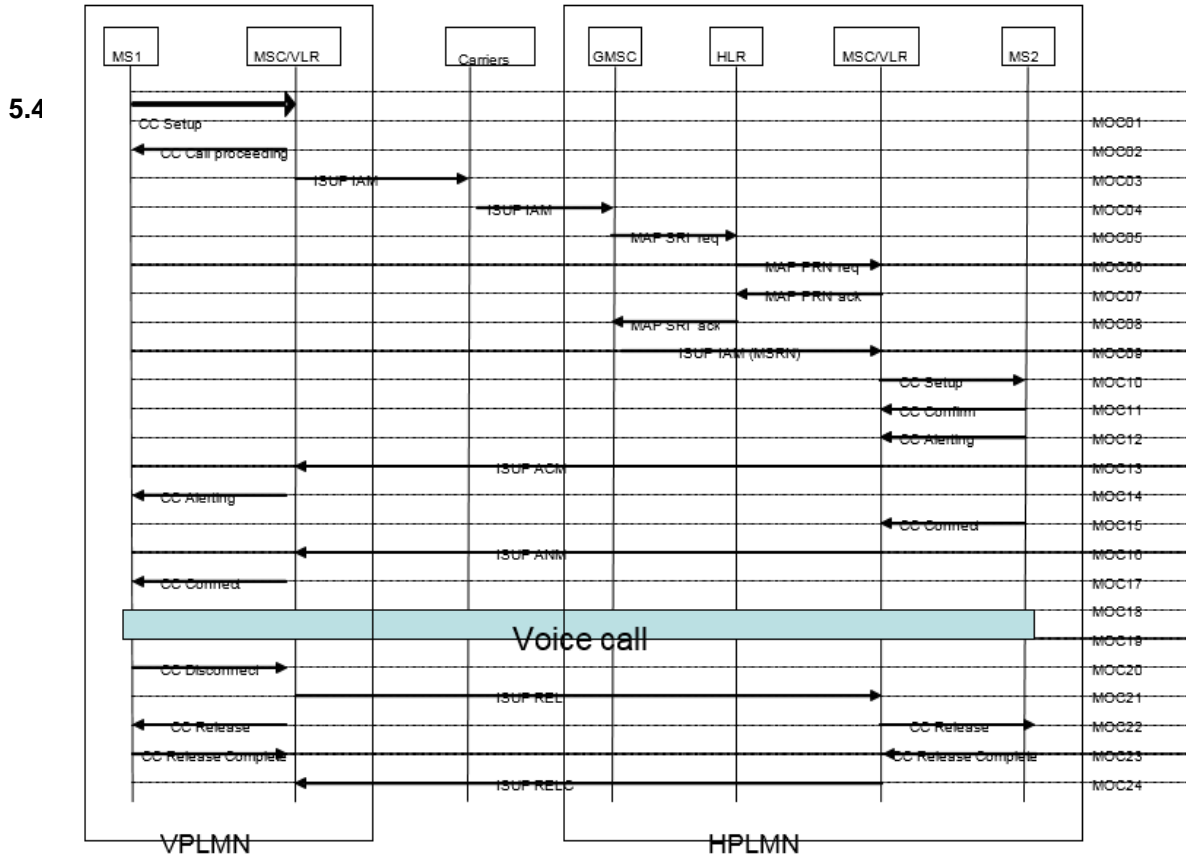 MS1 MSC/VLR Carriers GMSC HLR MSC/VLR MS2
5.4
CC Setup MOC01
CC Call proceeding MOC02
ISUP IAM MOC03
ISUP IAM MOC04
MAP SRI req MOC05
MAP PRN req MOC06
MAP PRN ack MOC07
MAP SRI ack MOC08
ISUP IAM (MSRN) MOC09
CC Setup MOC10
CC Confirm MOC11
CC Alerting MOC12
ISUP ACM MOC13
CC Alerting MOC14
CC Connect MOC15
ISUP ANM MOC16
CC Connect MOC17
MOC18
Voice call MOC19
CC Disconnect MOC20
ISUP REL MOC21
CC Release CC Release MOC22
CC Release Complete CC Release Complete MOC23
ISUP RELC MOC24
VPLMN HPLMN